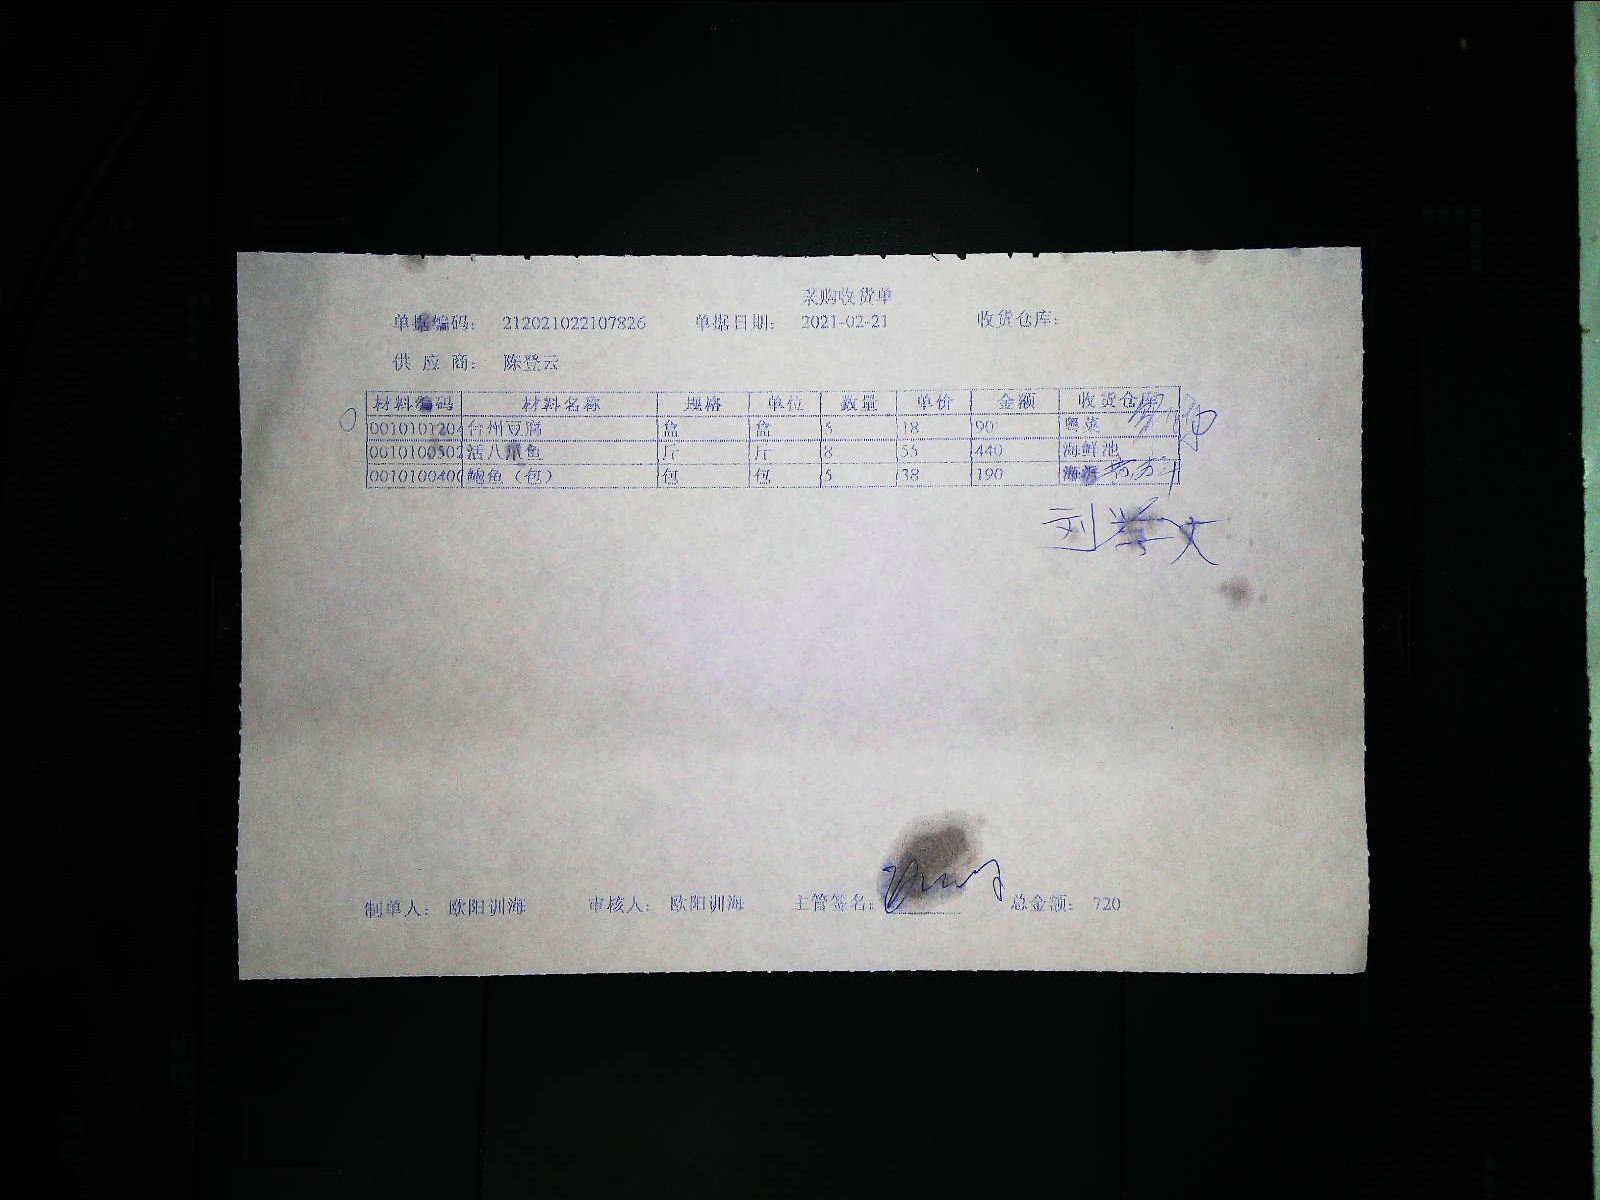 采购收货单
单据编码： 212021022107826 单据日期： 2021-02-21 收货仓库：
供 应 商： 陈登云
材料编码 材料名称 规格 单位 数量 单价 金额 收货仓库
0010101204 台州豆腐 盒 盒 5 18 90 粤菜
0010100502 活八爪鱼 斤 斤 8 55 440 海鲜池
0010100400 鲍鱼（包） 包 包 5 38 190
刘学文
制单人： 欧阳训海 审核人： 欧阳训海 主管签名： 总金额： 720